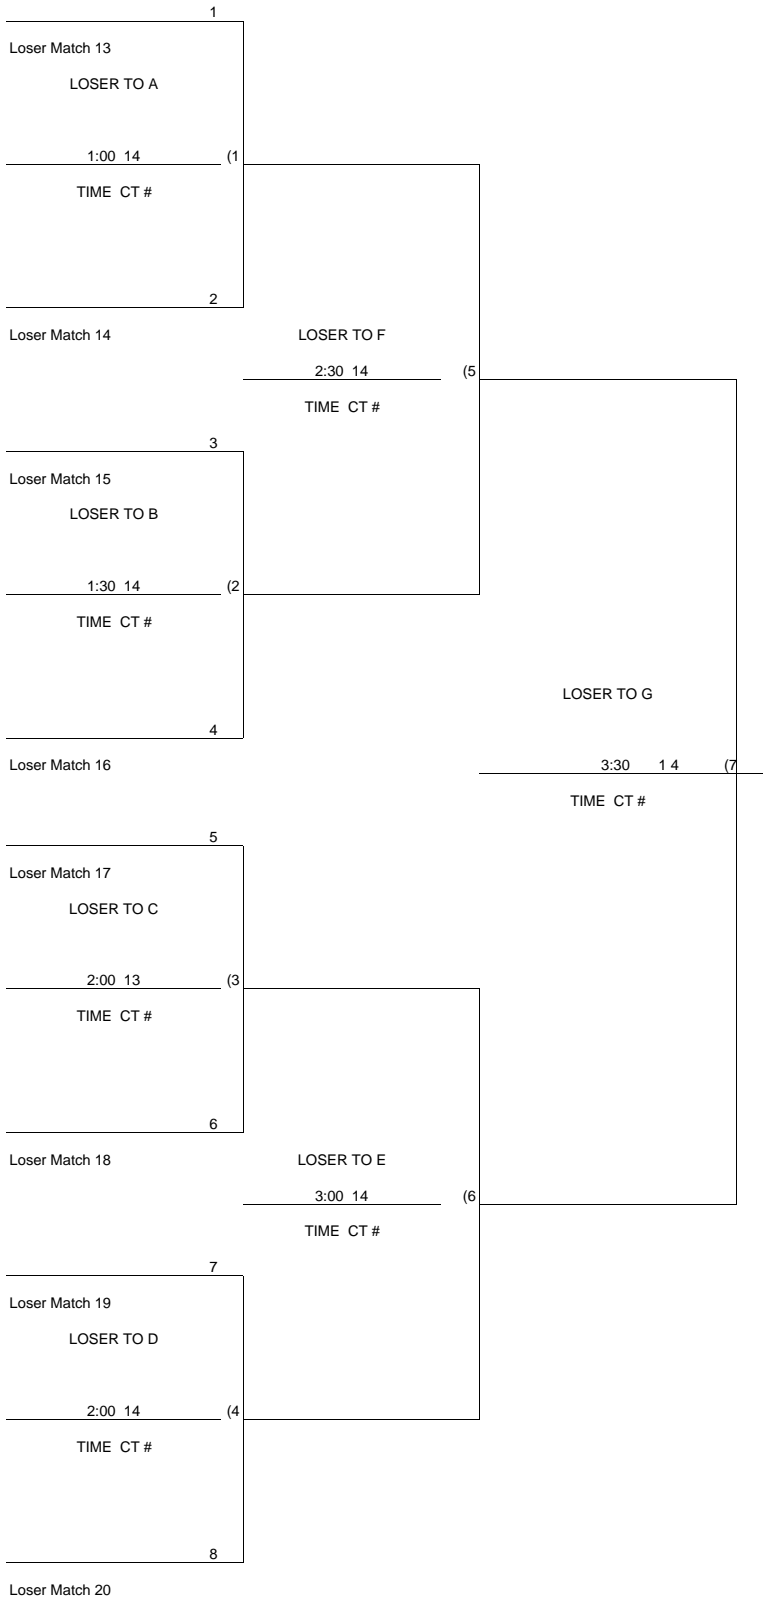 1
Loser Match 13
LOSER TO A
1:00 14 (1
TIME CT #
2
Loser Match 14
LOSER TO F
2:30 14 (5
TIME CT #
3
Loser Match 15
LOSER TO B
1:30 14 (2
TIME CT #
LOSER TO G
4
Loser Match 16
3:30 1 4 (7
TIME CT #
5
Loser Match 17
LOSER TO C
2:00 13 (3
TIME CT #
6
Loser Match 18
LOSER TO E
3:00 14 (6
TIME CT #
7
Loser Match 19
LOSER TO D
2:00 14 (4
TIME CT #
8
Loser Match 20